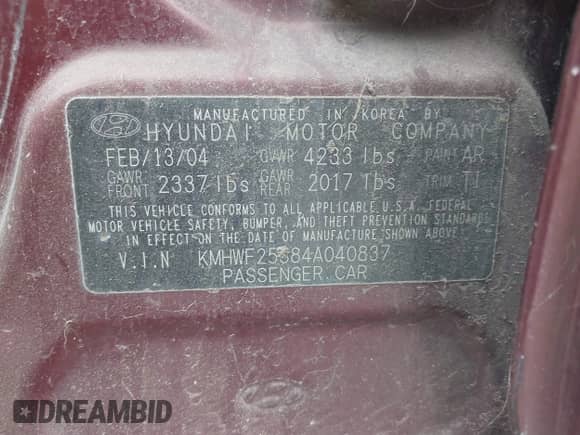 MANUFACTURED IN KOREA BY
HYUNDAI MOTOR COMPANY
FEB/13/04 GVWR 4233 lbs PAINT AR
GAWR FRONT 2337 lbs GAWR REAR 2017 lbs TRIM TI
THIS VEHICLE CONFORMS TO ALL APPLICABLE U.S.A. FEDERAL
MOTOR VEHICLE SAFETY, BUMPER, AND THEFT PREVENTION STANDARDS
IN EFFECT ON THE DATE OF MANUFACTURE SHOWN ABOVE.
V.I.N KMHWF25S84A040837
PASSENGER CAR
DREAMBID